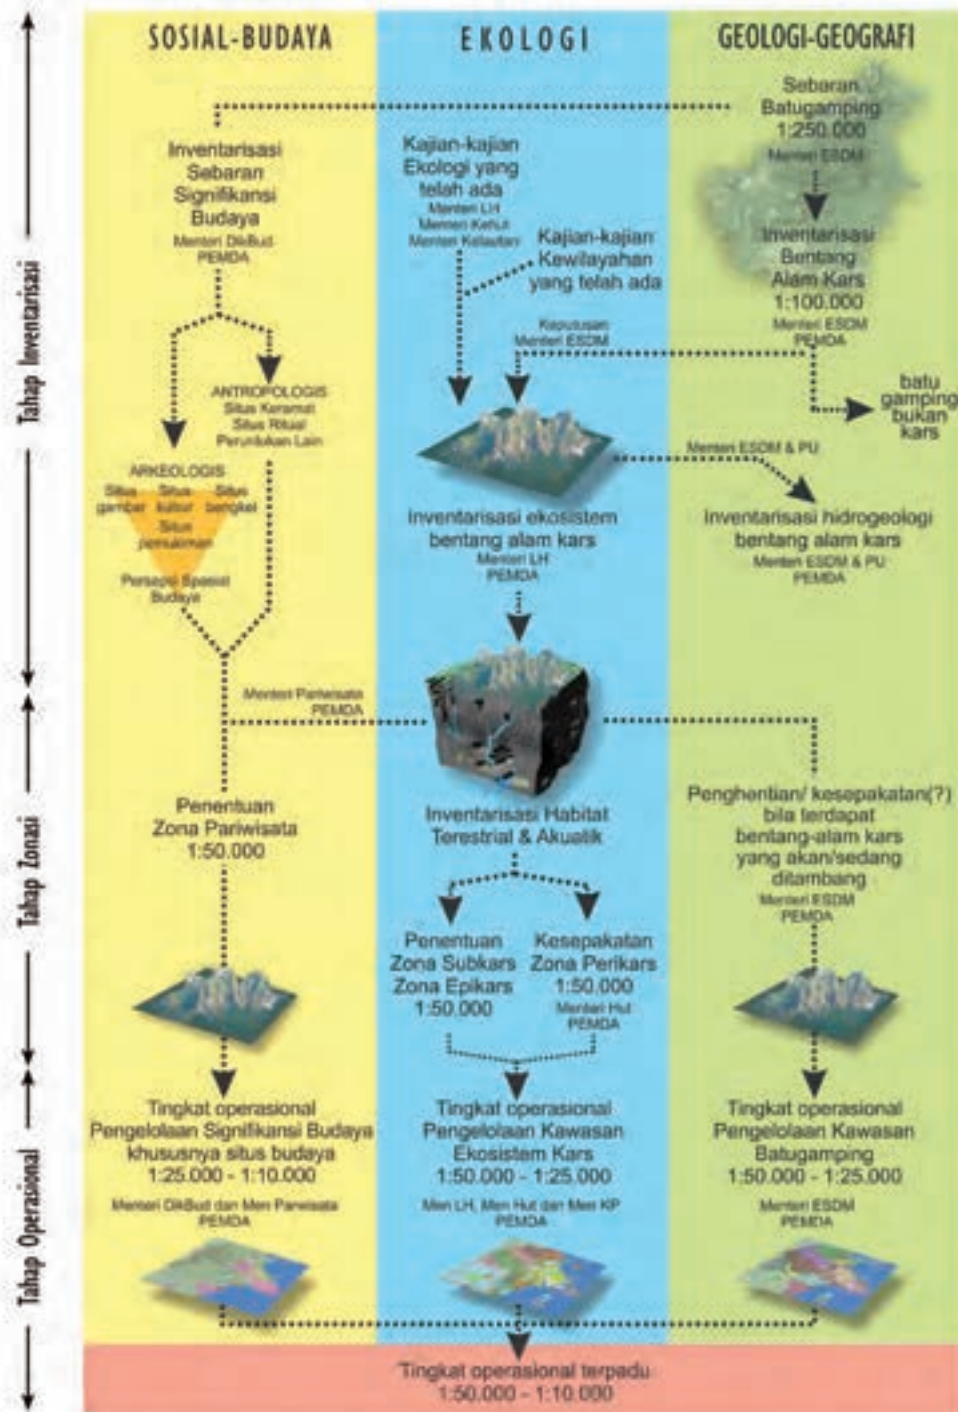 SOSIAL-BUDAYA
EKOLOGI
GEOLOGI-GEOGRAFI
Tahap Inventarisasi
Tahap Zonasi
Tahap Operasional
Sebaran
Batugamping
1:250.000
Menteri ESDM
Inventarisasi
Sebaran
Signifikansi
Budaya
Menteri DikBud
PEMDA
Kajian-kajian
Ekologi yang
telah ada
Menteri LH
Menteri Kehut
Menteri Kelautan
Kajian-kajian
Kewilayahan
yang telah ada
Inventarisasi
Bentang
Alam Kars
1:100.000
Menteri ESDM
PEMDA
Keputusan
Menteri ESDM
batu
gamping
bukan
kars
ANTROPOLOGIS
Situs Keramat
Situs Ritual
Peruntukan Lain
ARKEOLOGIS
Situs Situs Situs
gambar kubur bengkel
Situs
pemukiman
Persepsi Spasial
Budaya
Menteri ESDM & PU
Inventarisasi ekosistem
bentang alam kars
Menteri LH
PEMDA
Inventarisasi hidrogeologi
bentang alam kars
Menteri ESDM & PU
PEMDA
Menteri Pariwisata
PEMDA
Penentuan
Zona Pariwisata
1:50.000
Inventarisasi Habitat
Terestrial & Akuatik
Penghentian/ kesepakatan(?)
bila terdapat
bentang-alam kars
yang akan/sedang
ditambang
Menteri ESDM
PEMDA
Penentuan
Zona Subkars
Zona Epikars
1:50.000
Kesepakatan
Zona Perikars
1:50.000
Menteri Hut
PEMDA
Tingkat operasional
Pengelolaan Signifikansi Budaya
khususnya situs budaya
1:25.000 - 1:10.000
Menteri DikBud dan Men Parwisata
PEMDA
Tingkat operasional
Pengelolaan Kawasan
Ekosistem Kars
1:50.000 - 1:25.000
Men LH, Men Hut dan Men KP
PEMDA
Tingkat operasional
Pengelolaan Kawasan
Batugamping
1:50.000 - 1:25.000
Menteri ESDM
PEMDA
Tingkat operasional terpadu
1:50.000 - 1:10.000